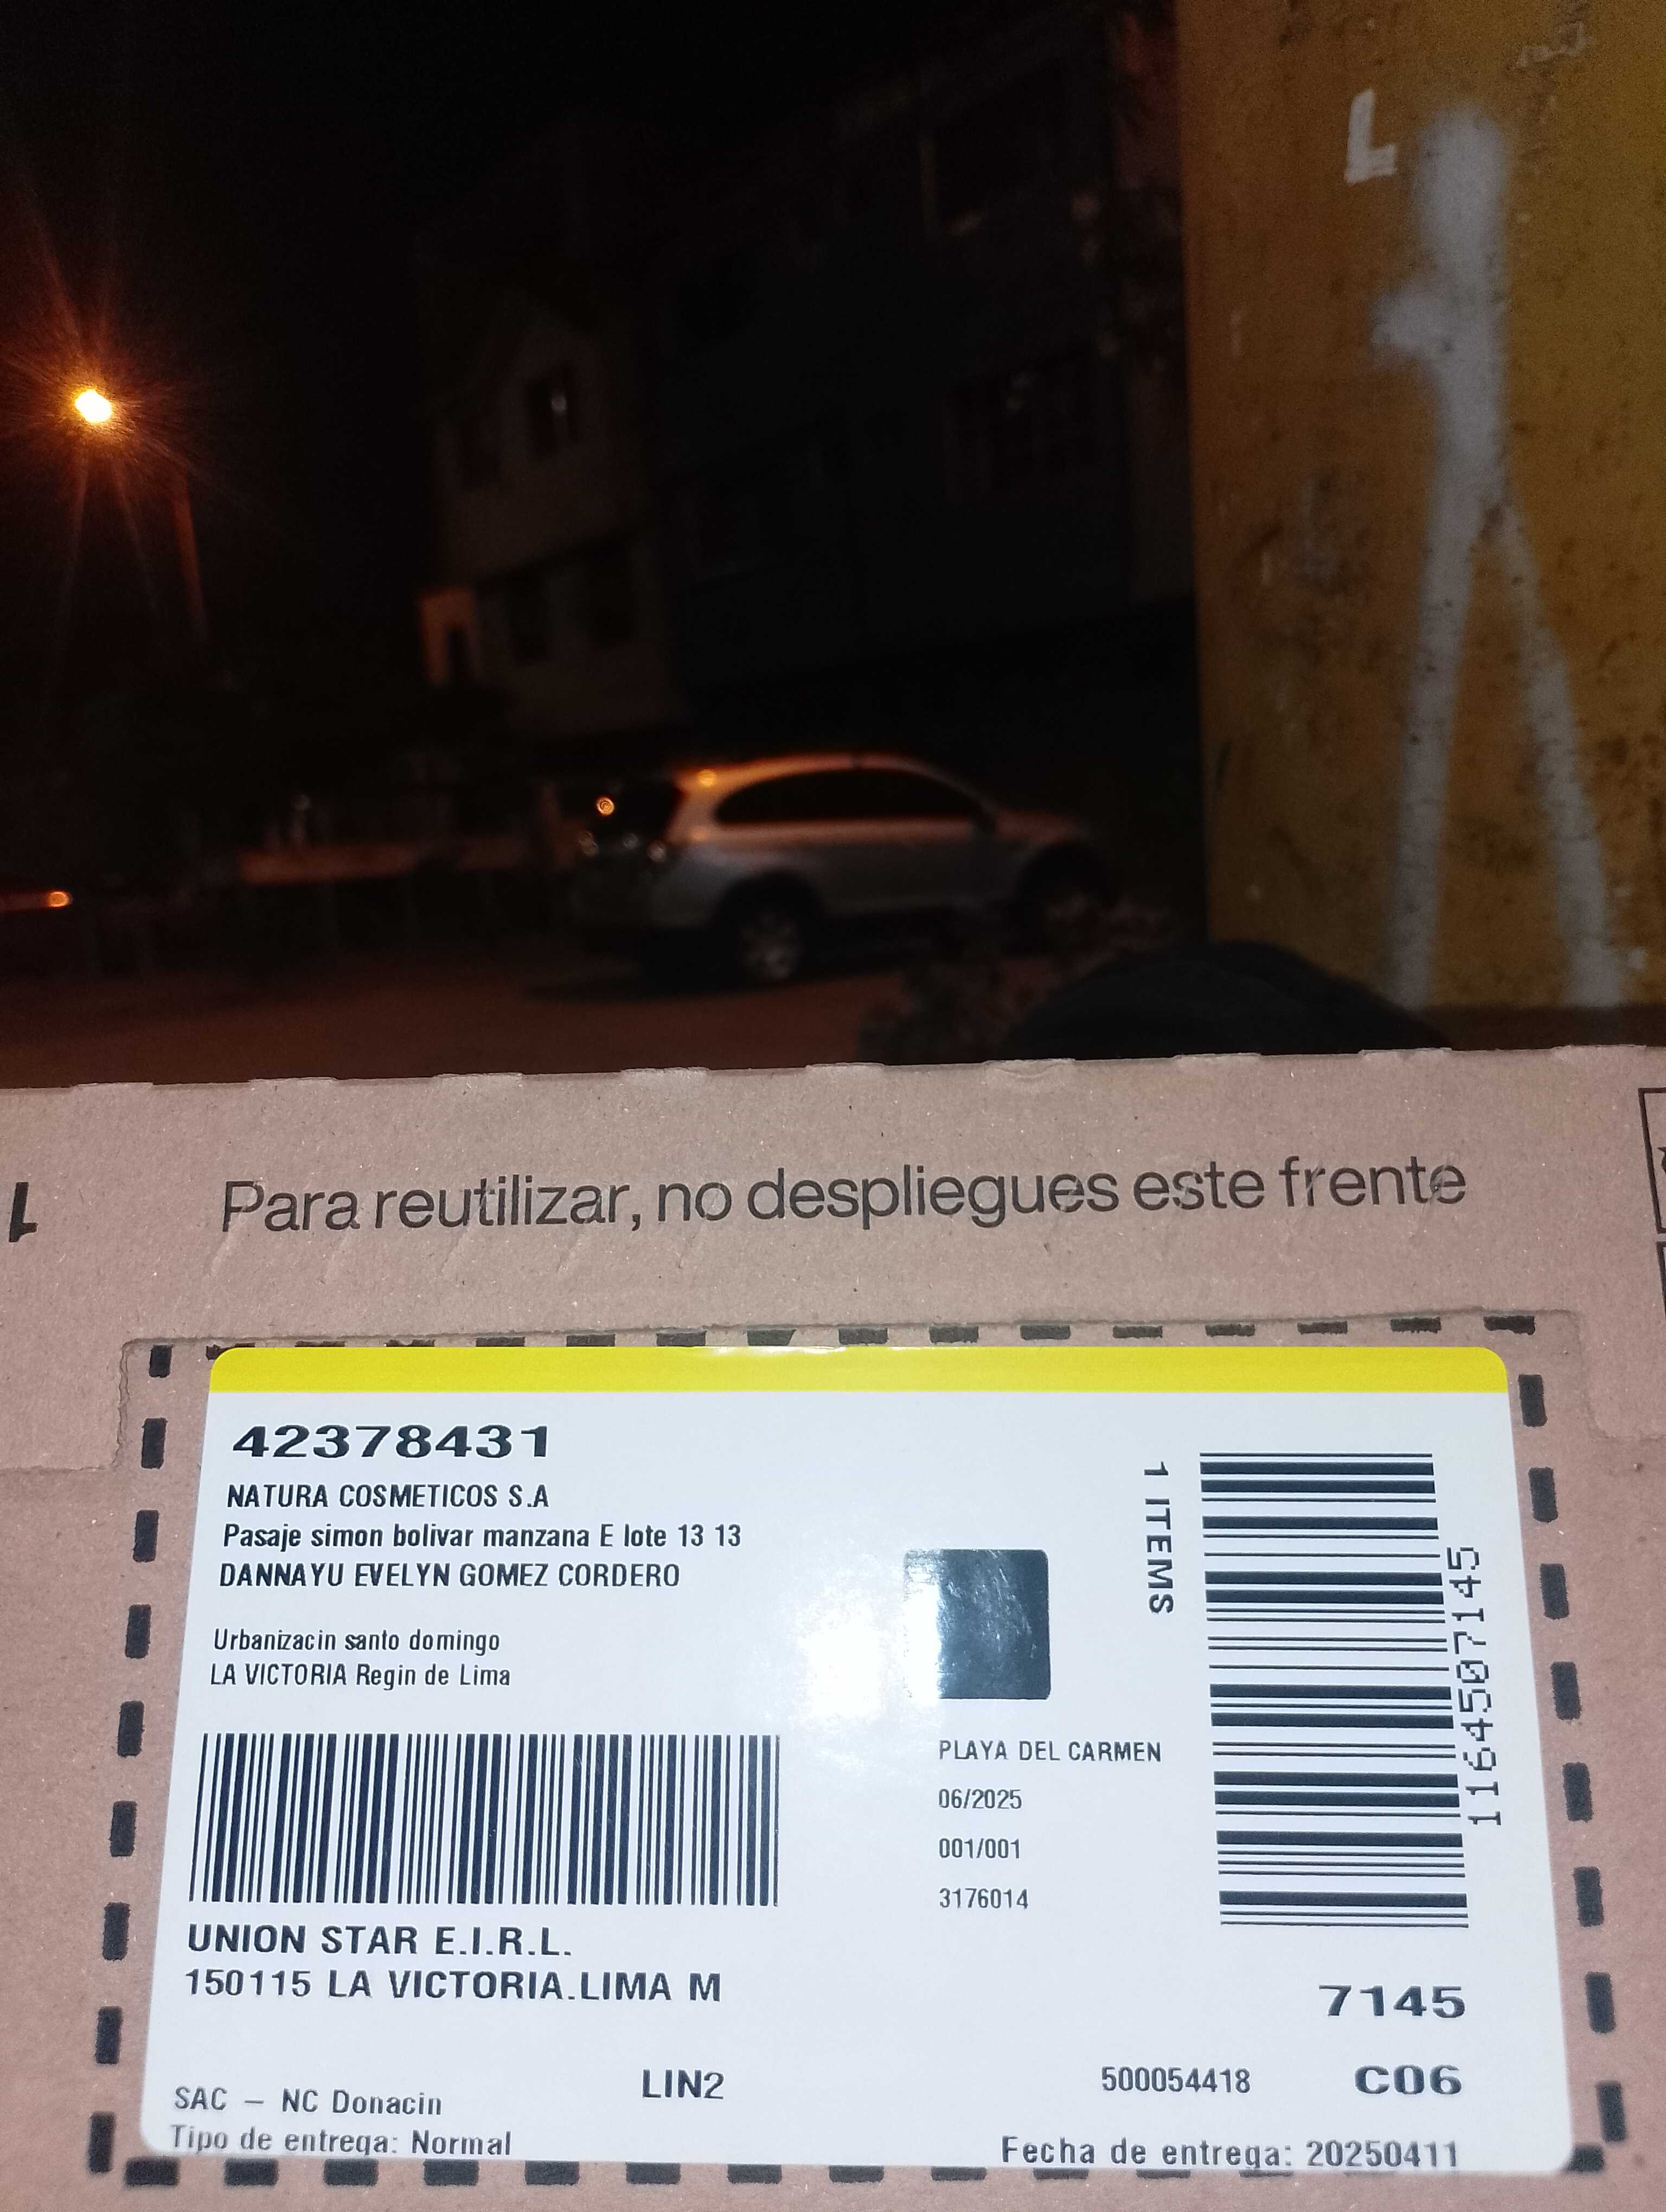 L
Para reutilizar, no despliegues este frente
42378431
NATURA COSMETICOS S.A
Pasaje simon bolivar manzana E lote 13 13
DANNAYU EVELYN GOMEZ CORDERO
Urbanizacin santo domingo
LA VICTORIA Regin de Lima
1 ITEMS
1164507145
PLAYA DEL CARMEN
06/2025
001/001
3176014
UNION STAR E.I.R.L.
150115 LA VICTORIA.LIMA M
7145
LIN2
500054418
C06
SAC – NC Donacin
Tipo de entrega: Normal
Fecha de entrega: 20250411